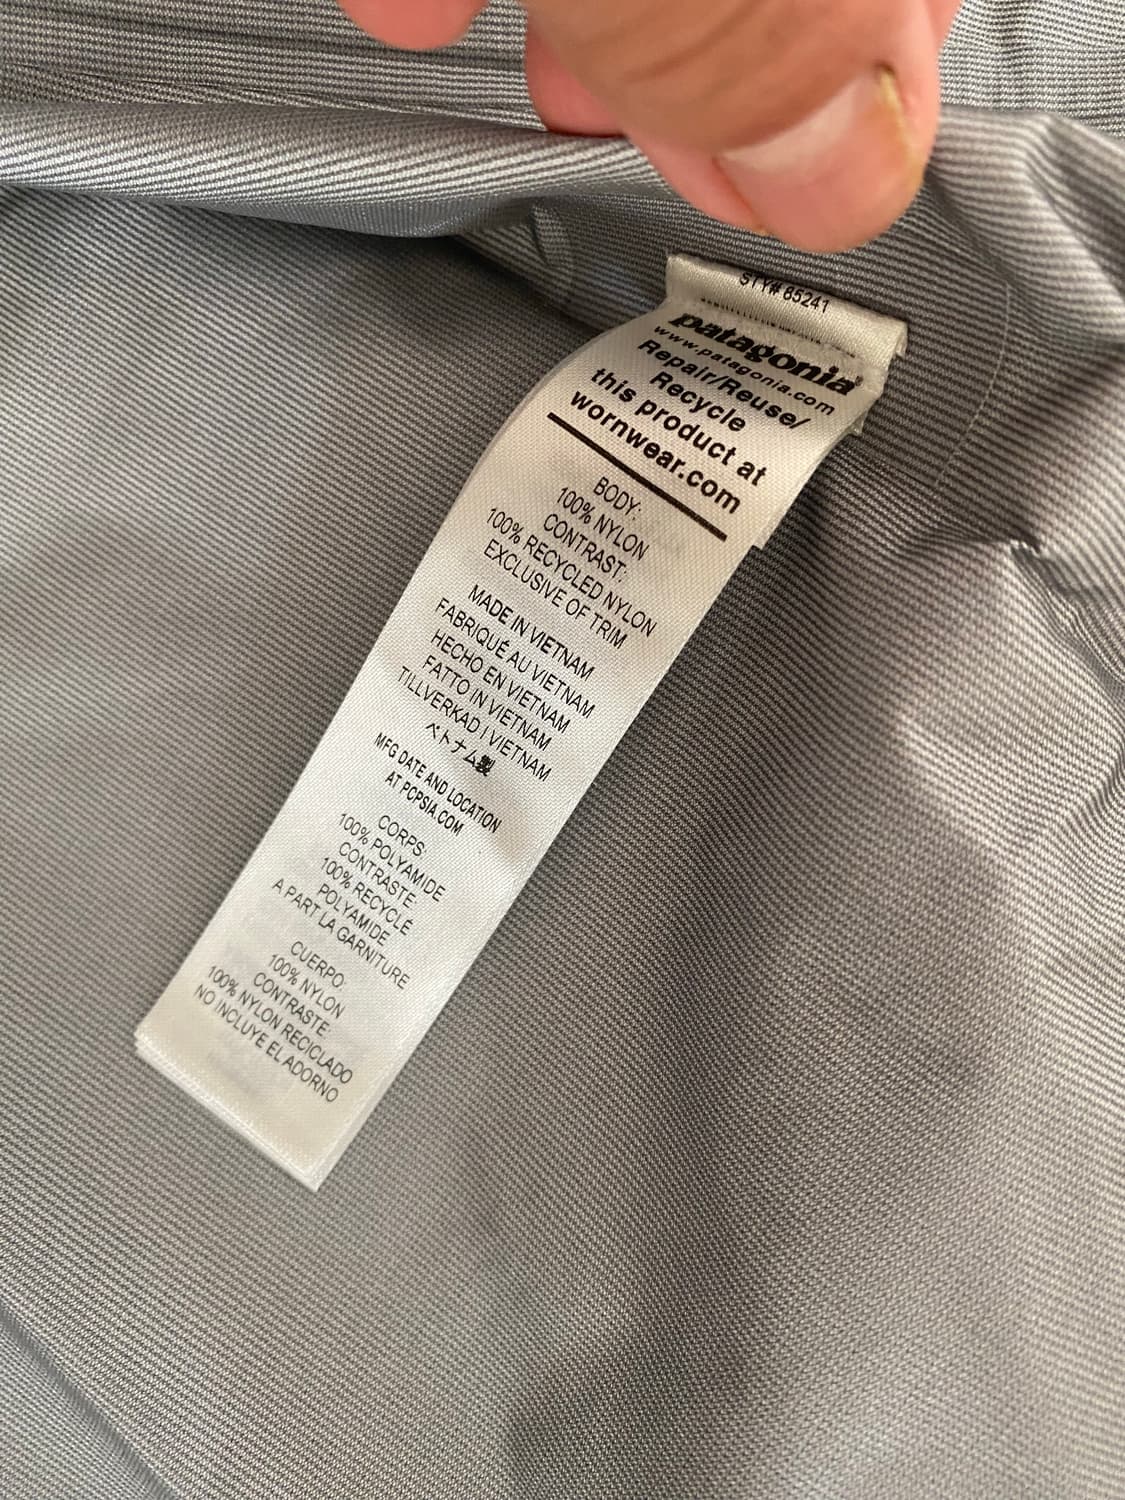 STY# 85241
patagonia®
www.patagonia.com
Repair/Reuse/
Recycle
this product at
wornwear.com
BODY:
100% NYLON
CONTRAST:
100% RECYCLED NYLON
EXCLUSIVE OF TRIM
MADE IN VIETNAM
FABRIQUÉ AU VIETNAM
HECHO EN VIETNAM
FATTO IN VIETNAM
TILLVERKAD I VIETNAM
ベトナム製
MFG DATE AND LOCATION
AT PCPSIA.COM
CORPS:
100% POLYAMIDE
CONTRASTE
100% RECYCLÉ
POLYAMIDE
A PART LA GARNITURE
CUERPO:
100% NYLON
CONTRASTE:
100% NYLON RECICLADO
NO INCLUYE EL ADORNO